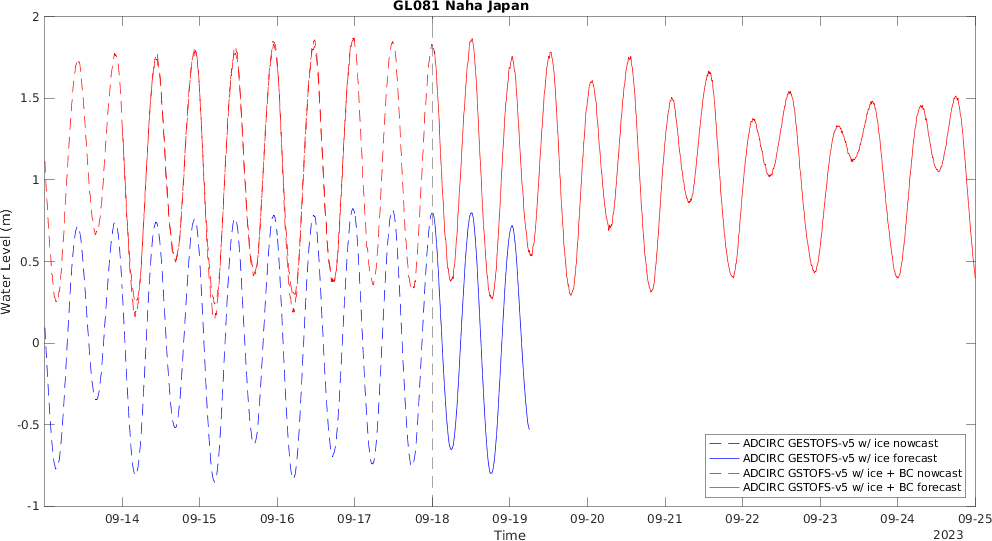 GL081 Naha Japan
2
1.5
1
0.5
0
-0.5
-1
Water Level (m)
09-14
09-15
09-16
09-17
09-18
09-19
09-20
09-21
09-22
09-23
09-24
09-25
Time
2023
ADCIRC GESTOFS-v5 w/ ice nowcast
ADCIRC GESTOFS-v5 w/ ice forecast
ADCIRC GSTOFS-v5 w/ ice + BC nowcast
ADCIRC GSTOFS-v5 w/ ice + BC forecast